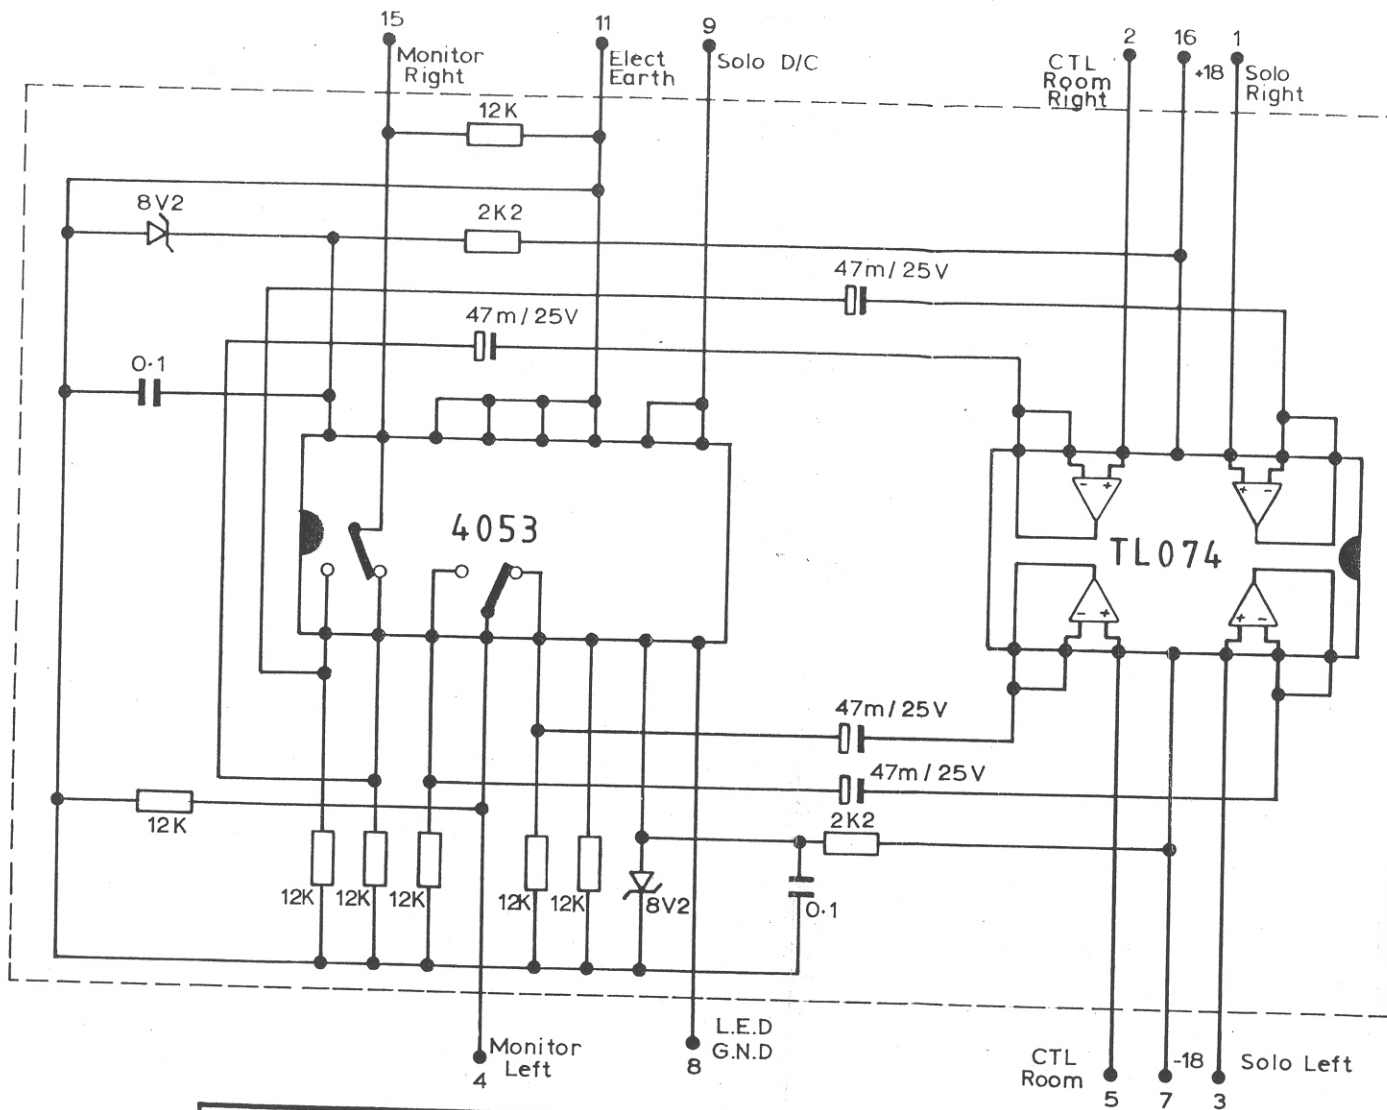 15
11
9
2
16
1
Monitor
Right
Elect
Earth
Solo D/C
CTL
Room
Right
+18
Solo
Right
12K
8V2
2K2
47m/25V
47m/25V
0·1
4053
- +
+ -
TL074
- +
+ -
47m/25V
47m/25V
12K
2K2
12K
12K
12K
12K
12K
8V2
0·1
Monitor
Left
4
L.E.D
G.N.D
8
CTL
Room
-18
Solo Left
5
7
3